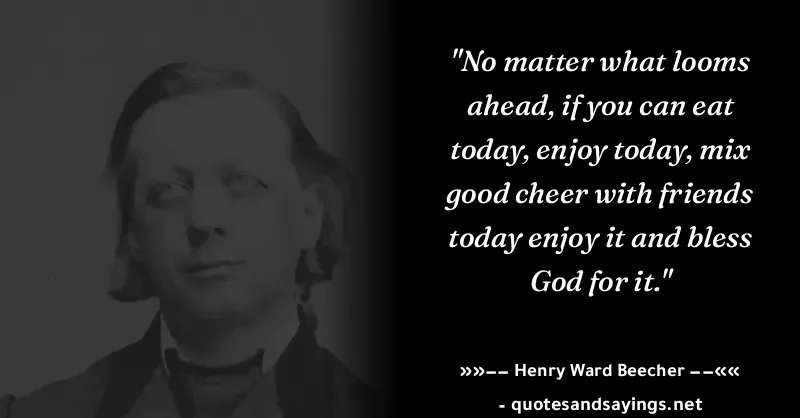 "No matter what looms
ahead, if you can eat
today, enjoy today, mix
good cheer with friends
today enjoy it and bless
God for it."
»»−− Henry Ward Beecher −−««
- quotesandsayings.net